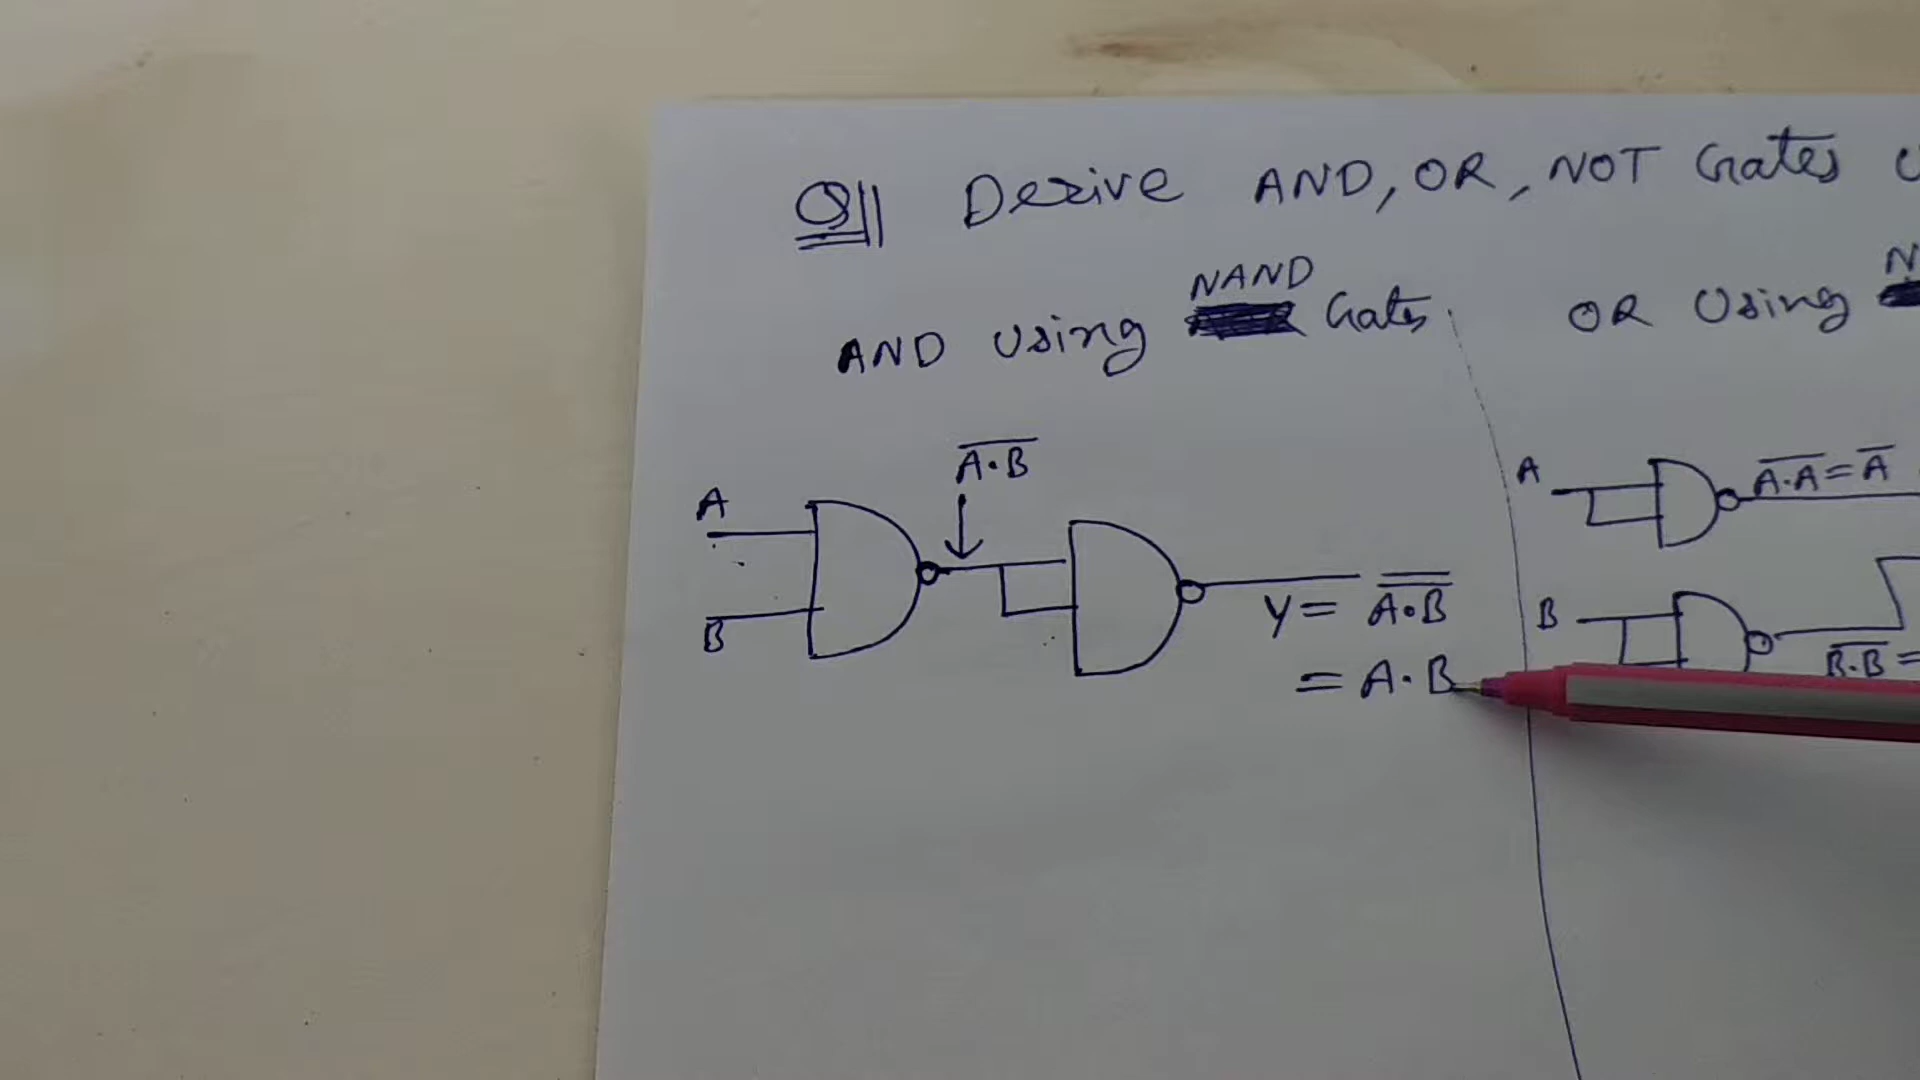 Q|| Derive AND, OR, NOT Gates
NAND
AND Using Gates
A̅·̅B̅
A
B
Y = A̿·̿B̿
= A·B
OR Using
A
A̅·̅A̅ = A̅
B
B̅·̅B̅ =